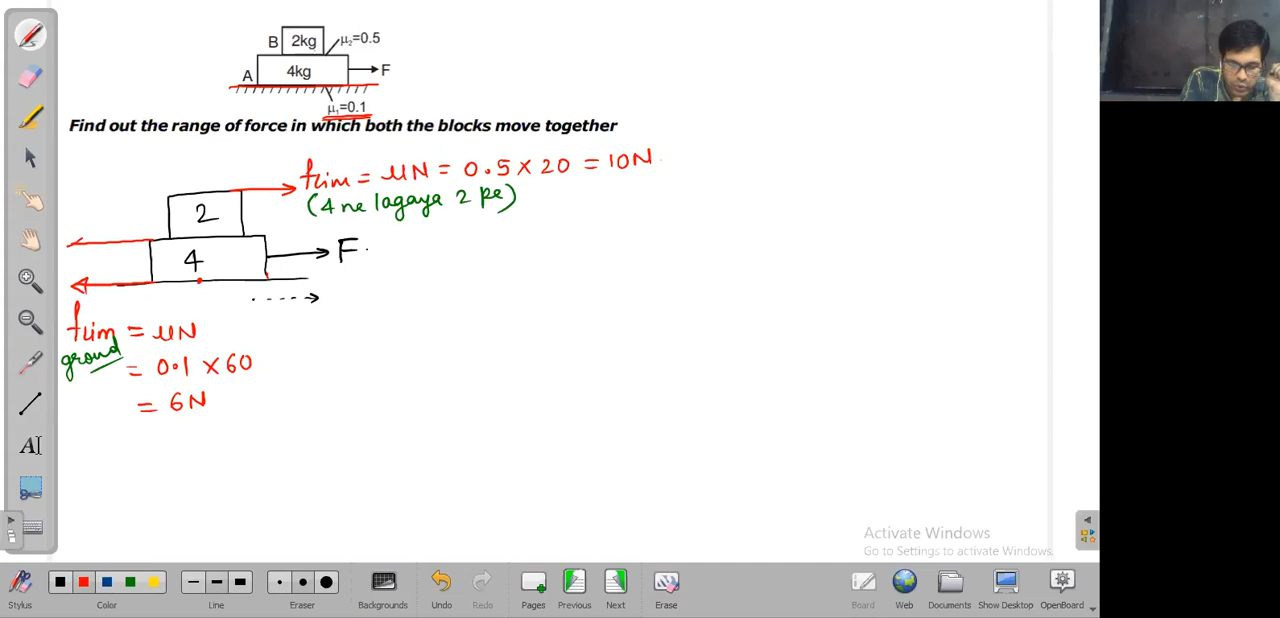 B 2kg μ₂=0.5
A 4kg F
μ₁=0.1
Find out the range of force in which both the blocks move together
flim = μN = 0.5 × 20 = 10N
(4 ne lagaya 2 pe)
2
4 F
flim = μN
ground = 0.1 × 60
= 6N
Activate Windows
Go to Settings to activate Windows.
Stylus Color Line Eraser Backgrounds Undo Redo Pages Previous Next Erase Board Web Documents Show Desktop OpenBoard